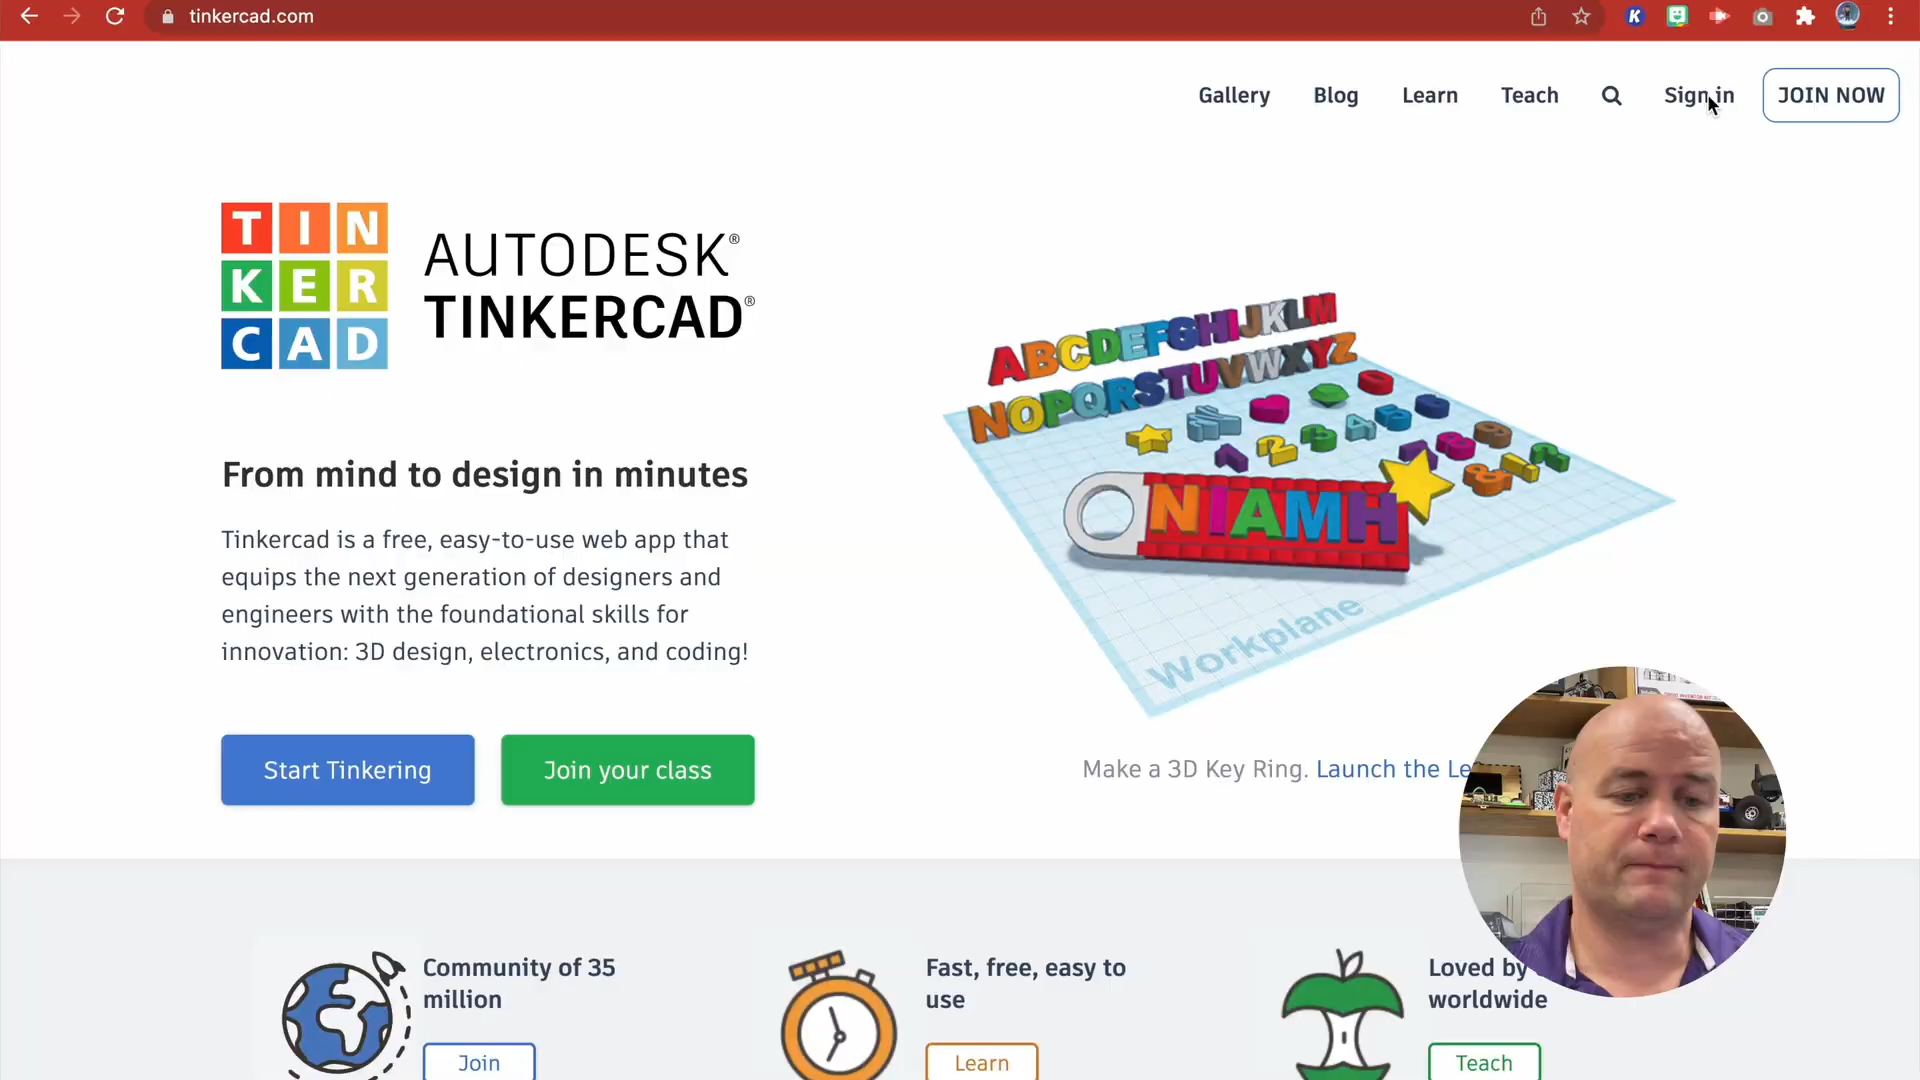 tinkercad.com
Gallery
Blog
Learn
Teach
Sign in
JOIN NOW
TIN
KER
CAD
AUTODESK®
TINKERCAD®
ABCDEFGHIJKLM
NOPQRSTUVWXYZ
NIAMH
Workplane
From mind to design in minutes
Tinkercad is a free, easy-to-use web app that
equips the next generation of designers and
engineers with the foundational skills for
innovation: 3D design, electronics, and coding!
Start Tinkering
Join your class
Make a 3D Key Ring. Launch the Le
Community of 35
million
Join
Fast, free, easy to
use
Learn
Loved by
worldwide
Teach